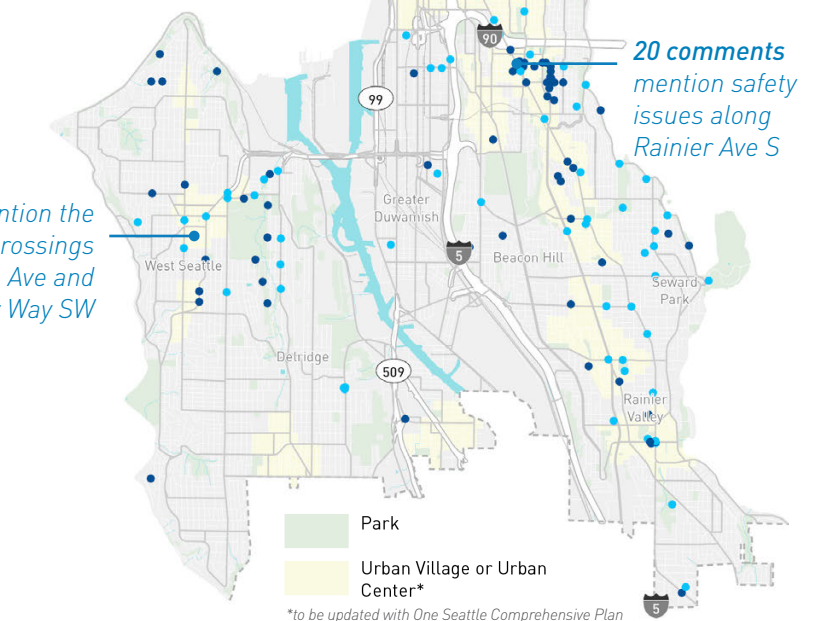 90
20 comments
mention safety
issues along
Rainier Ave S
99
ntion the
rossings
Ave and
Way SW
Greater
Duwamish
5
Beacon Hill
West Seattle
Seward
Park
Delridge
509
Rainier
Valley
Park
Urban Village or Urban
Center*
*to be updated with One Seattle Comprehensive Plan
5